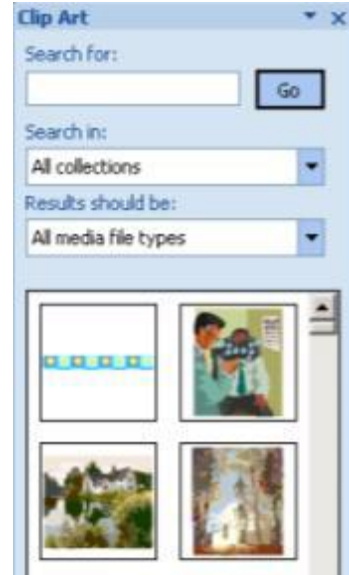 Clip Art
Search for:
Go
Search in:
All collections
Results should be:
All media file types